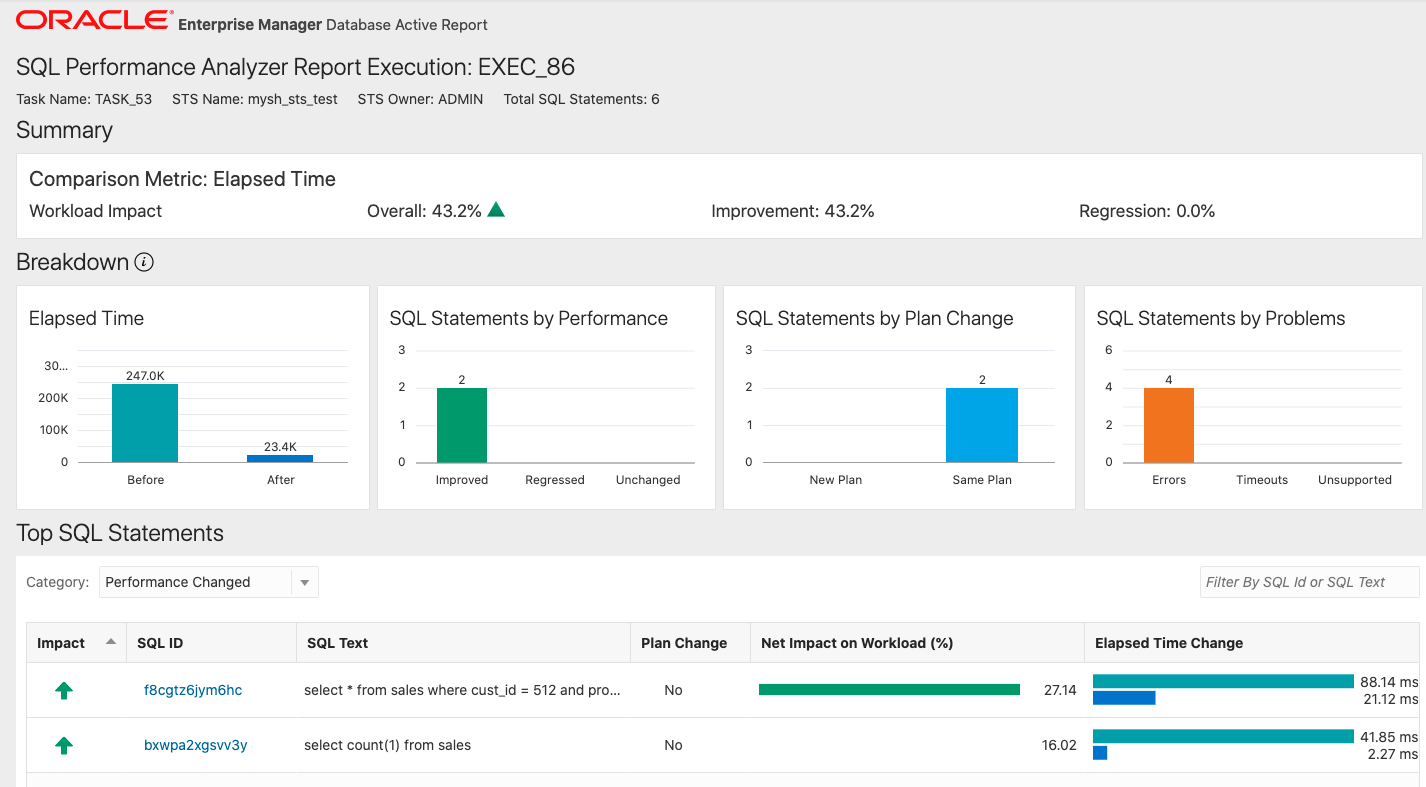 ORACLE® Enterprise Manager Database Active Report
SQL Performance Analyzer Report Execution: EXEC_86
Task Name: TASK_53 STS Name: mysh_sts_test STS Owner: ADMIN Total SQL Statements: 6
Summary
Comparison Metric: Elapsed Time
Workload Impact Overall: 43.2% Improvement: 43.2% Regression: 0.0%
Breakdown i
Elapsed Time
30...
200K
100K
0
247.0K
23.4K
Before After
SQL Statements by Performance
3
2
1
0
2
Improved Regressed Unchanged
SQL Statements by Plan Change
3
2
1
0
2
New Plan Same Plan
SQL Statements by Problems
6
4
2
0
4
Errors Timeouts Unsupported
Top SQL Statements
Category: Performance Changed Filter By SQL Id or SQL Text
Impact SQL ID SQL Text Plan Change Net Impact on Workload (%) Elapsed Time Change
f8cgtz6jym6hc select * from sales where cust_id = 512 and pro... No 27.14 88.14 ms
21.12 ms
bxwpa2xgsvv3y select count(1) from sales No 16.02 41.85 ms
2.27 ms